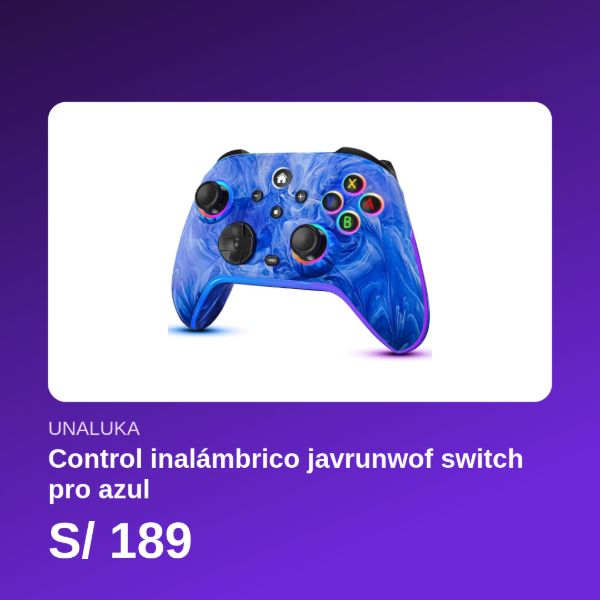 X
A
B
UNALUKA
Control inalámbrico javrunwof switch
pro azul
S/ 189